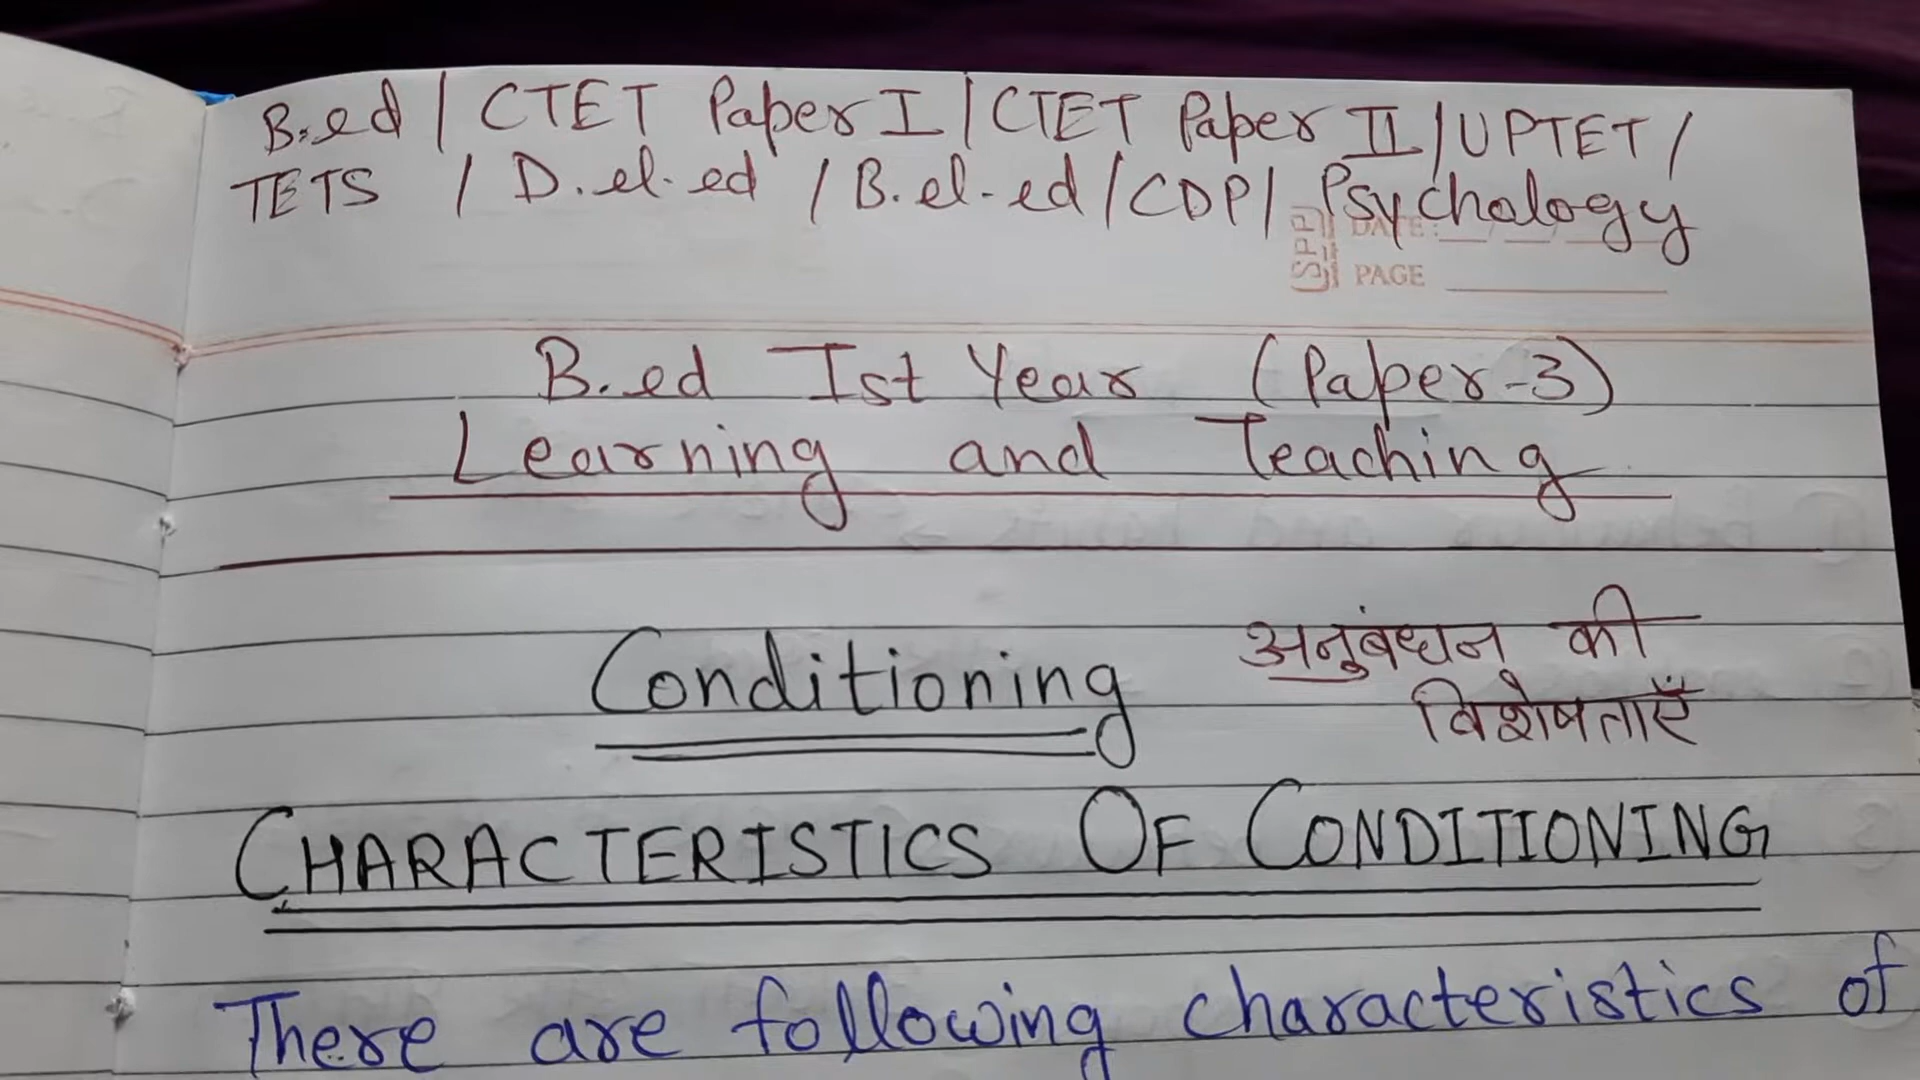 B.ed / CTET Paper I / CTET Paper II / UPTET /
TETS / D.el.ed / B.el-ed / CDP / Psychology
DATE:
PAGE
B.ed Ist Year (Paper-3)
Learning and Teaching
Conditioning अनुबंधन की
विशेषताएँ
CHARACTERISTICS OF CONDITIONING
There are following characteristics of